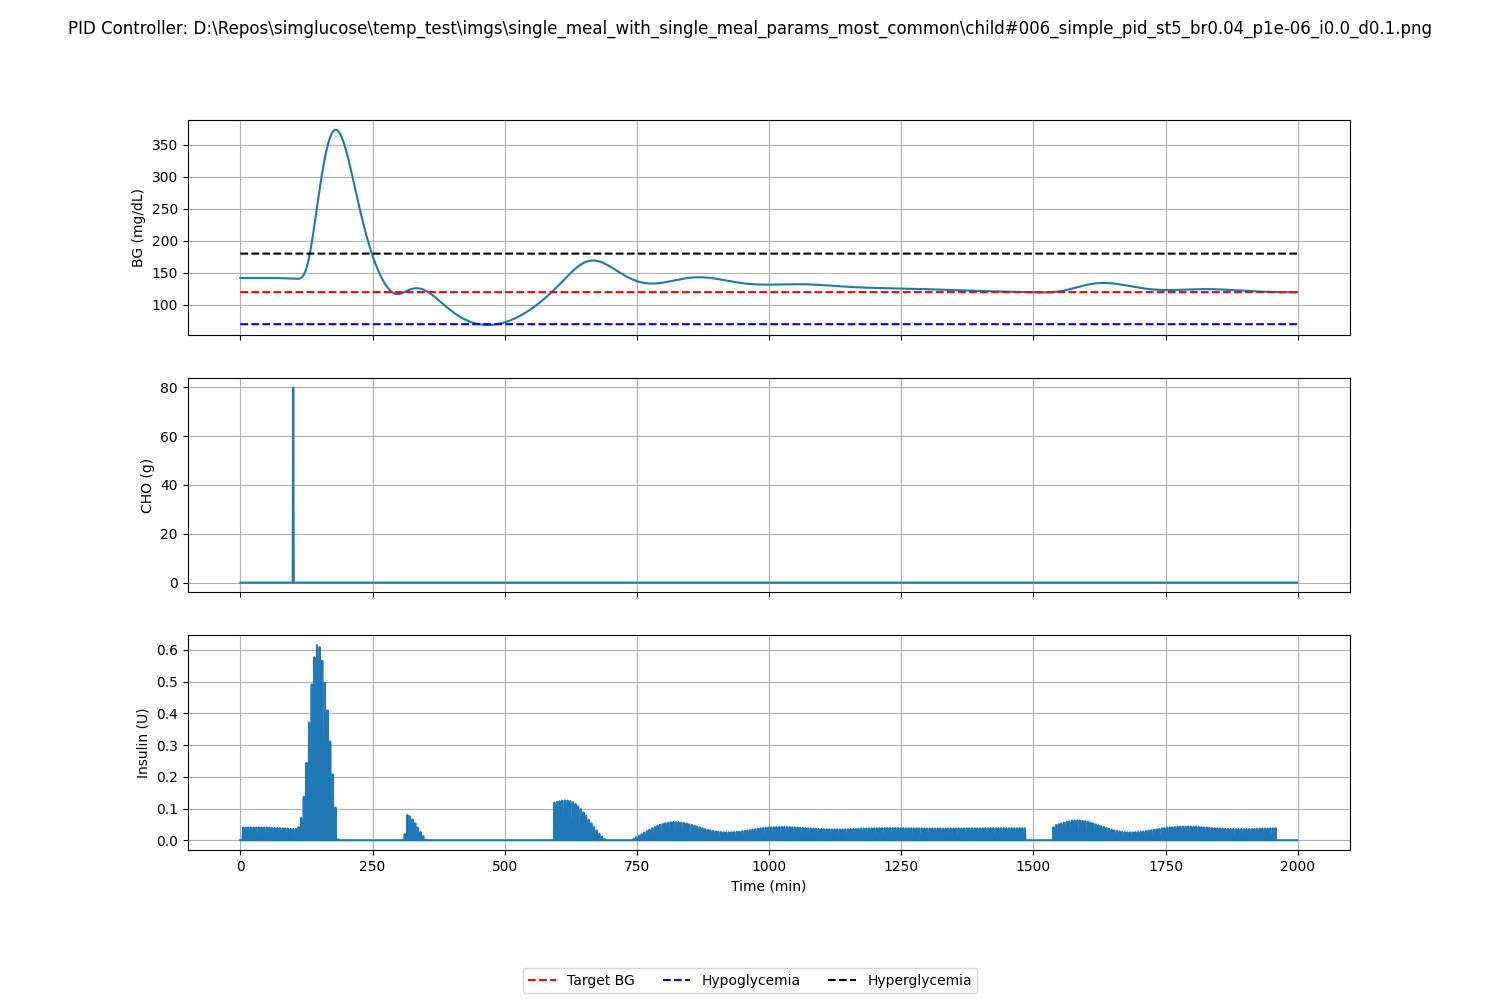 PID Controller: D:\Repos\simglucose\temp_test\imgs\single_meal_with_single_meal_params_most_common\child#006_simple_pid_st5_br0.04_p1e-06_i0.0_d0.1.png
BG (mg/dL)
350
300
250
200
150
100
CHO (g)
80
60
40
20
0
Insulin (U)
0.6
0.5
0.4
0.3
0.2
0.1
0.0
0 250 500 750 1000 1250 1500 1750 2000
Time (min)
Target BG Hypoglycemia Hyperglycemia